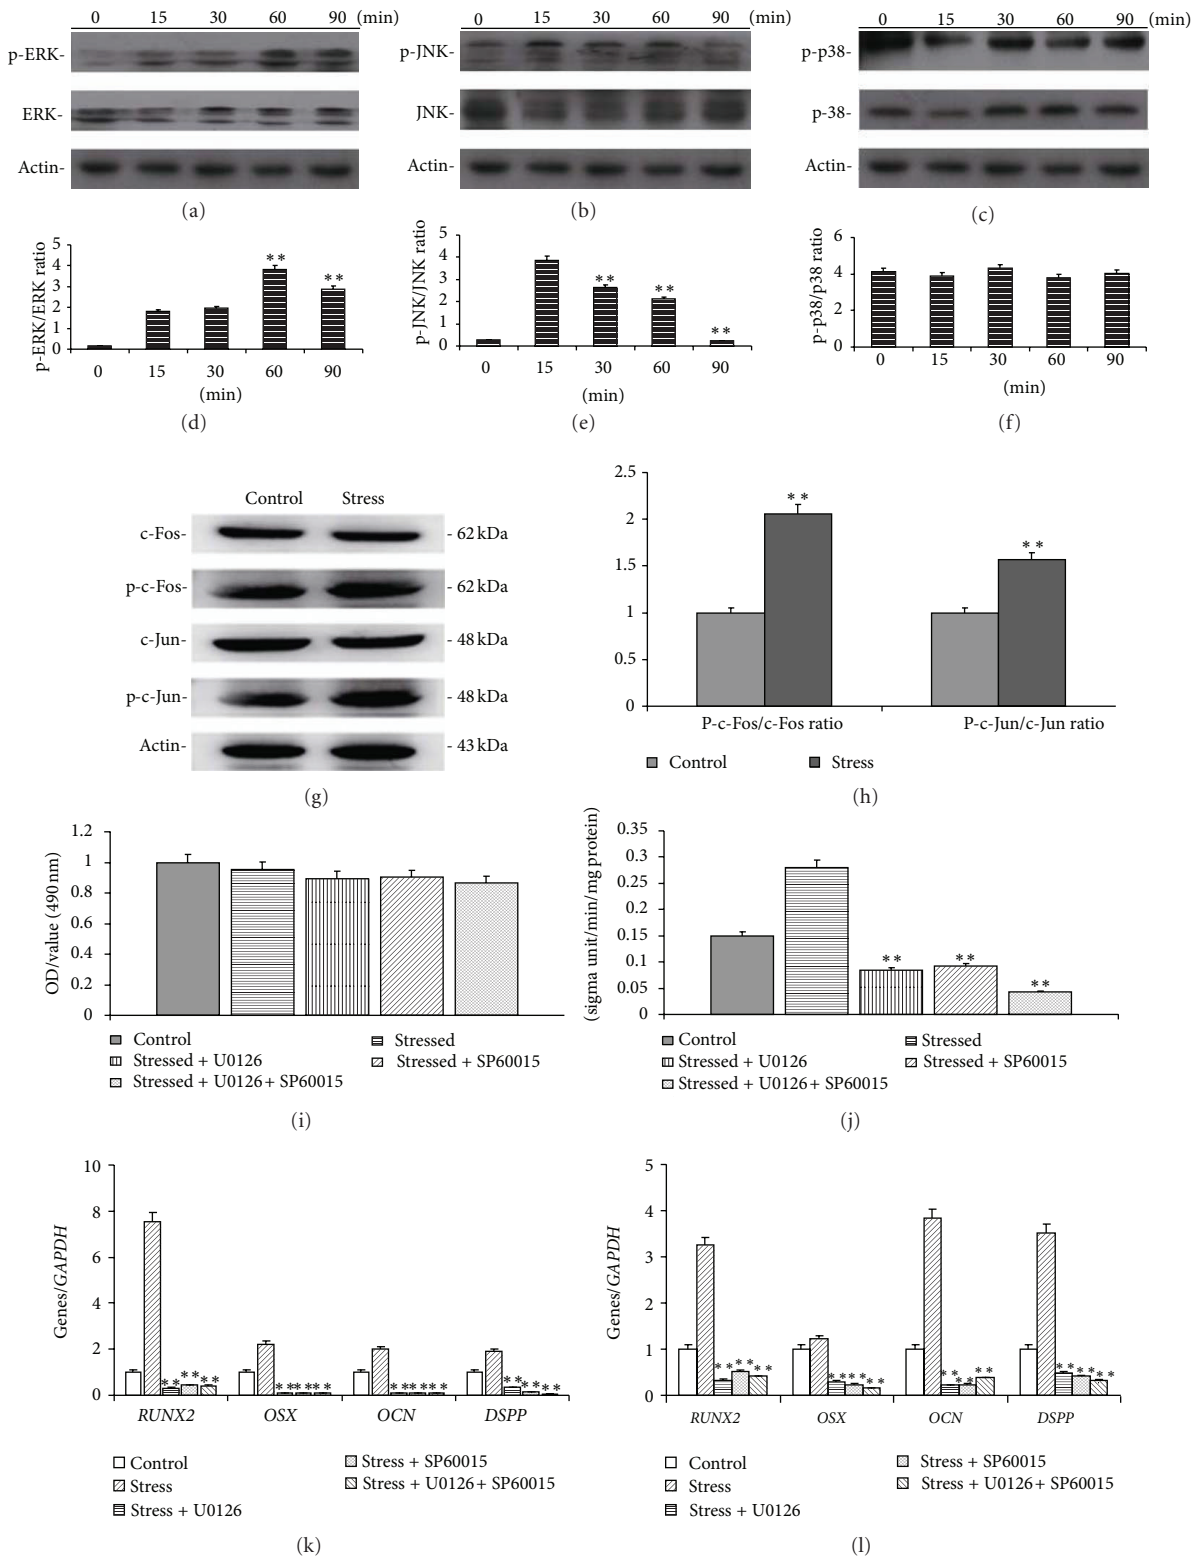 0 15 30 60 90 (min)
p-ERK-
ERK-
Actin-
(a)
0 15 30 60 90 (min)
p-JNK-
JNK-
Actin-
(b)
0 15 30 60 90 (min)
p-p38-
p-38-
Actin-
(c)
p-ERK/ERK ratio
5
4
3
2
1
0
** **
0 15 30 60 90
(min)
(d)
p-JNK/JNK ratio
5
4
3
2
1
0
** ** **
0 15 30 60 90
(min)
(e)
p-p38/p38 ratio
6
4
2
0
0 15 30 60 90
(min)
(f)
Control Stress
c-Fos- - 62 kDa
p-c-Fos- - 62 kDa
c-Jun- - 48 kDa
p-c-Jun- - 48 kDa
Actin- - 43 kDa
(g)
2.5
2
1.5
1
0.5
0
** **
P-c-Fos/c-Fos ratio P-c-Jun/c-Jun ratio
Control Stress
(h)
OD/value (490 nm)
1.2
1
0.8
0.6
0.4
0.2
0
Control Stressed
Stressed + U0126 Stressed + SP60015
Stressed + U0126 + SP60015
(i)
(sigma unit/min/mg protein)
0.35
0.3
0.25
0.2
0.15
0.1
0.05
0
** ** **
Control Stressed
Stressed + U0126 Stressed + SP60015
Stressed + U0126 + SP60015
(j)
Genes/GAPDH
10
8
6
4
2
0
** ** ** ** ** ** ** ** ** ** ** **
RUNX2 OSX OCN DSPP
Control Stress + SP60015
Stress Stress + U0126 + SP60015
Stress + U0126
(k)
Genes/GAPDH
5
4
3
2
1
0
** ** ** ** ** ** ** ** ** ** ** **
RUNX2 OSX OCN DSPP
Control Stress + SP60015
Stress Stress + U0126 + SP60015
Stress + U0126
(l)